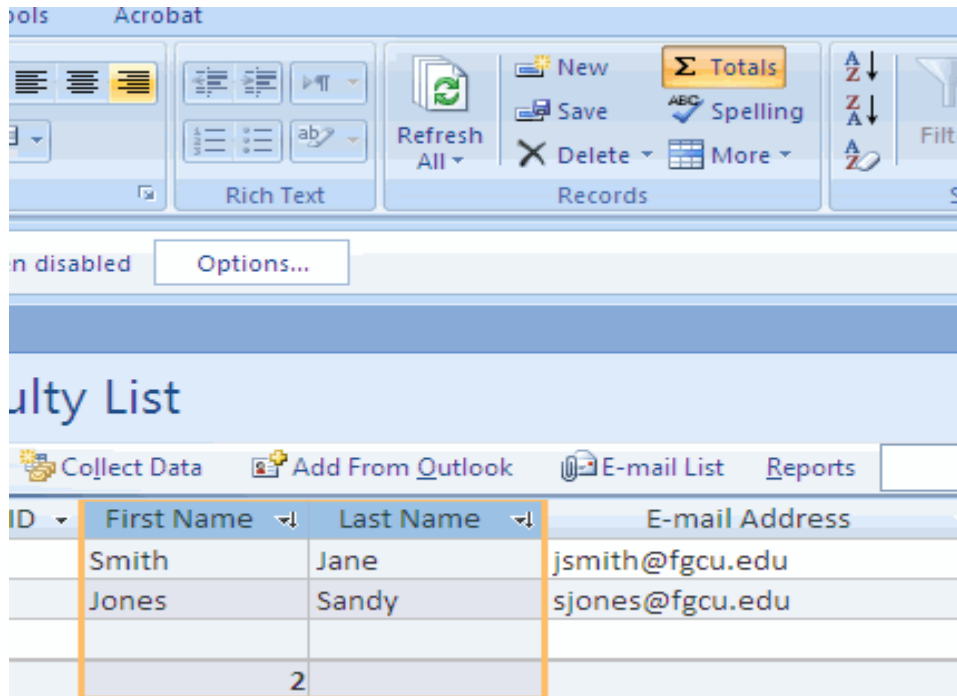 ools Acrobat
New Σ Totals
Save ABC Spelling
Refresh All Delete More
Filt
Rich Text Records S
n disabled Options...
ulty List
Collect Data Add From Outlook E-mail List Reports
ID First Name Last Name E-mail Address
Smith Jane jsmith@fgcu.edu
Jones Sandy sjones@fgcu.edu
2